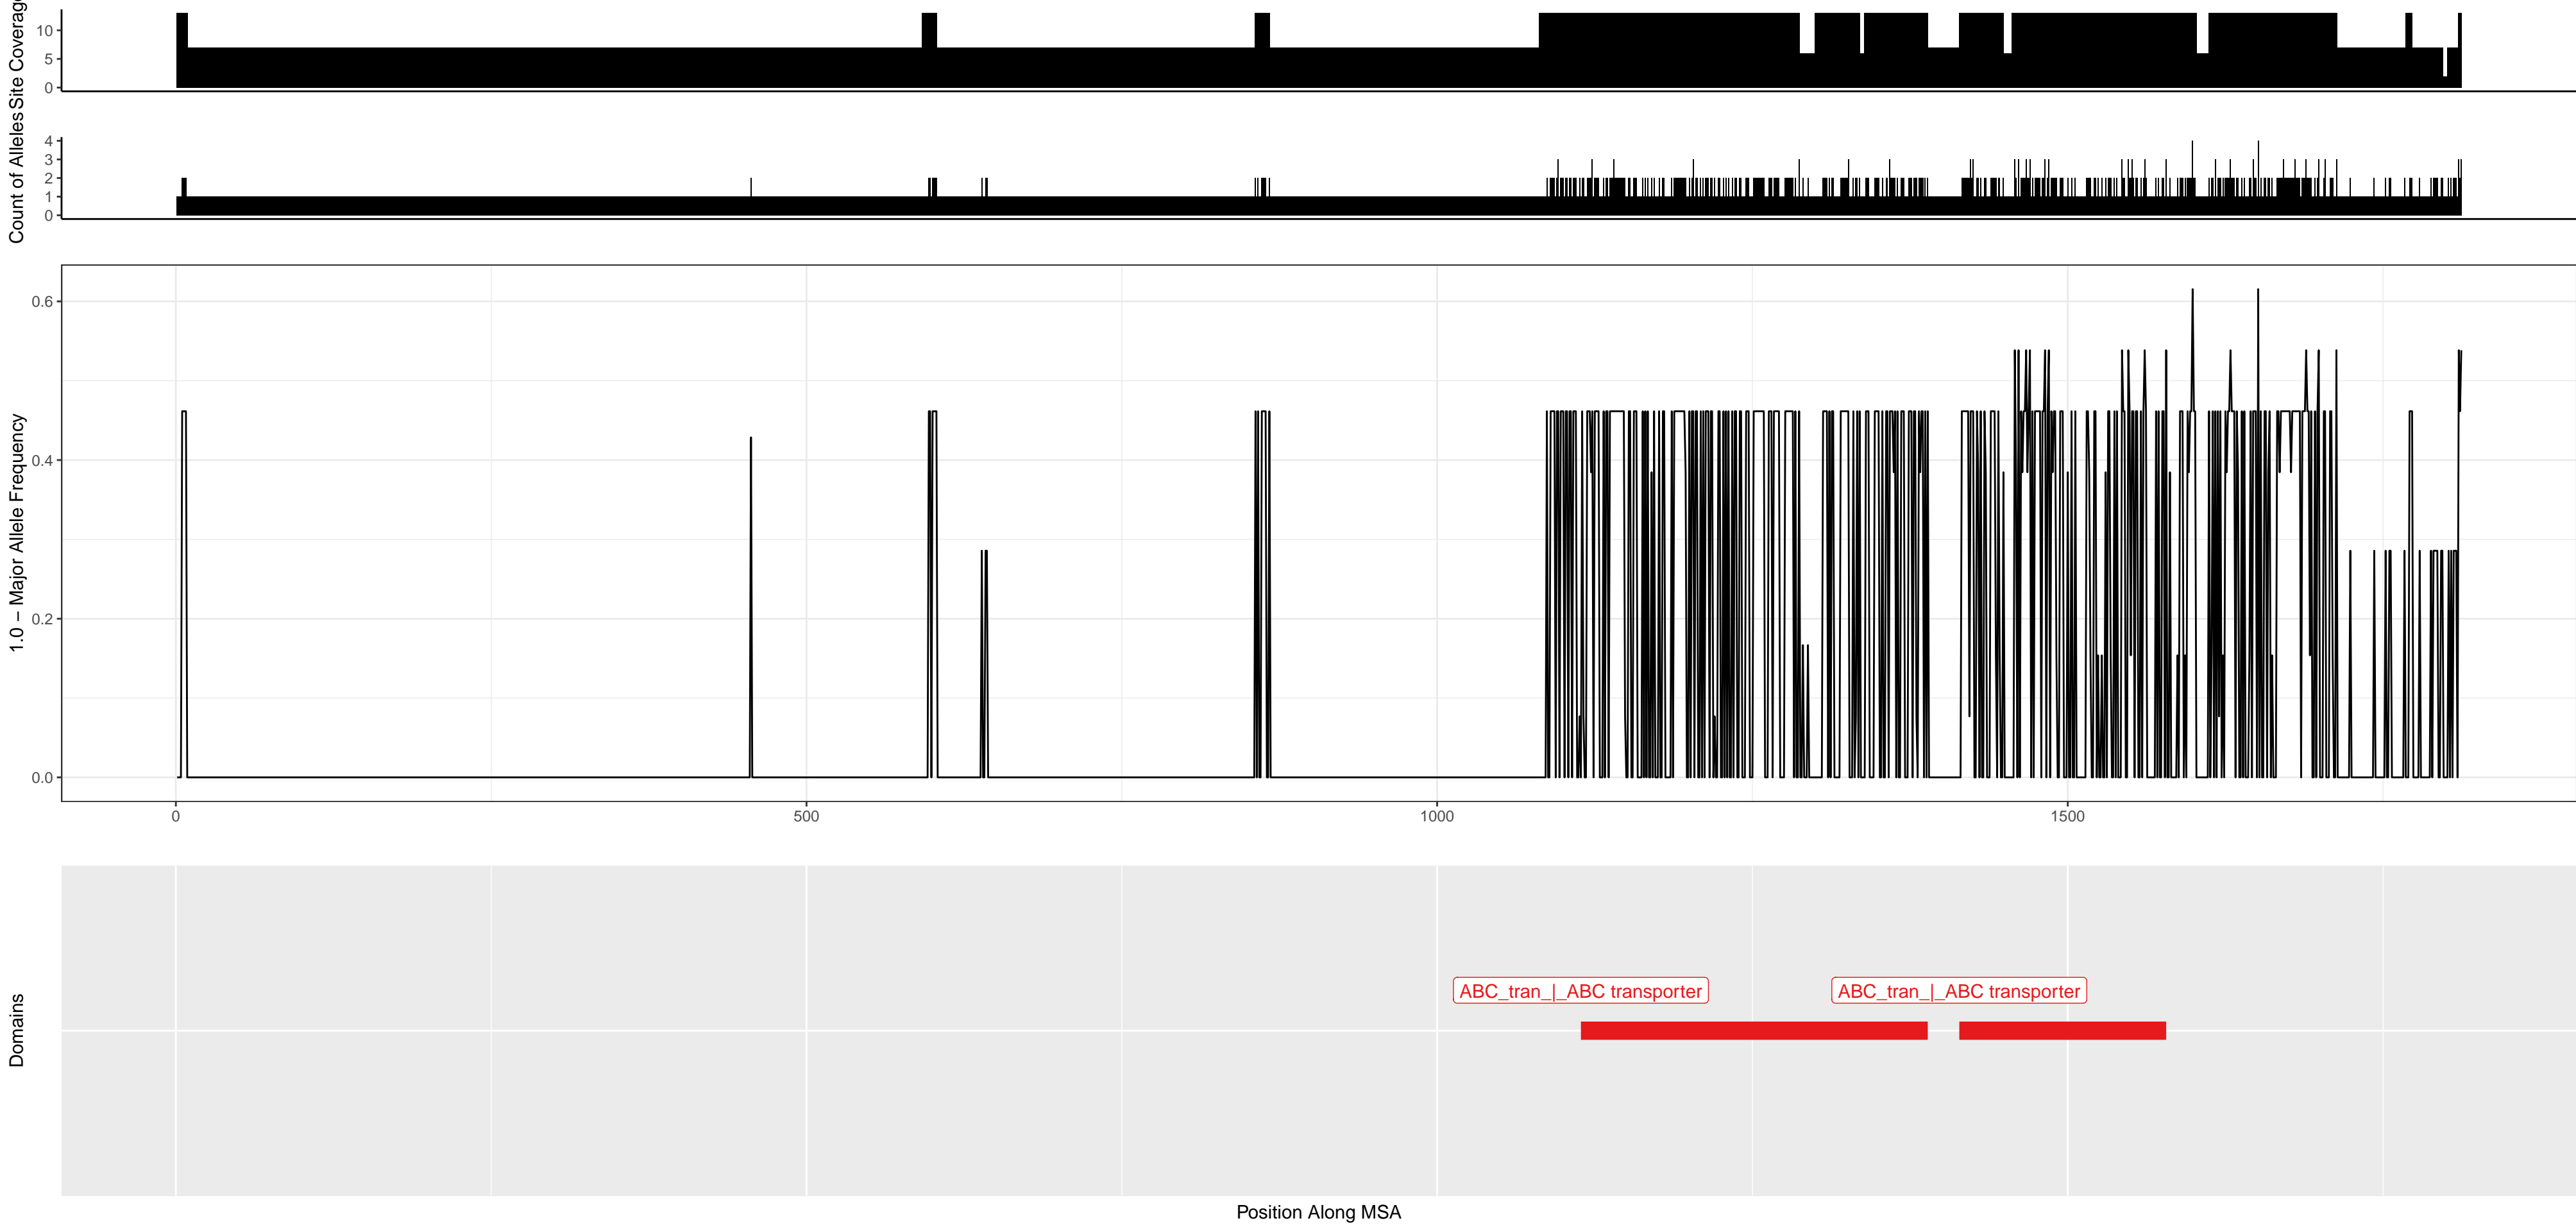 Site Coverage
10
5
0
Count of Alleles
4
3
2
1
0
1.0 − Major Allele Frequency
0.6
0.4
0.2
0.0
0 500 1000 1500
Domains
ABC_tran_|_ABC transporter ABC_tran_|_ABC transporter
Position Along MSA